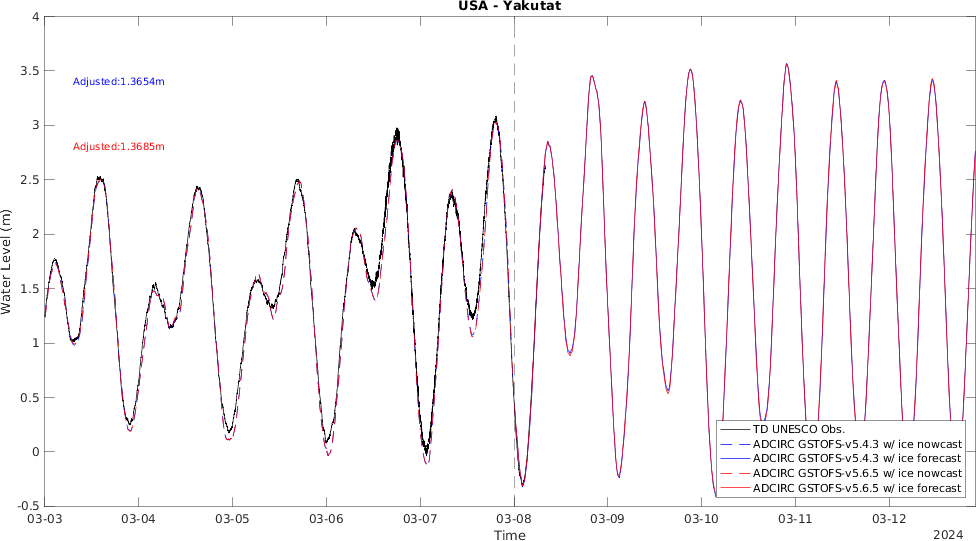 USA - Yakutat
4
3.5
3
2.5
2
1.5
1
0.5
0
-0.5
Water Level (m)
Adjusted:1.3654m
Adjusted:1.3685m
TD UNESCO Obs.
ADCIRC GSTOFS-v5.4.3 w/ ice nowcast
ADCIRC GSTOFS-v5.4.3 w/ ice forecast
ADCIRC GSTOFS-v5.6.5 w/ ice nowcast
ADCIRC GSTOFS-v5.6.5 w/ ice forecast
03-03 03-04 03-05 03-06 03-07 03-08 03-09 03-10 03-11 03-12
Time
2024